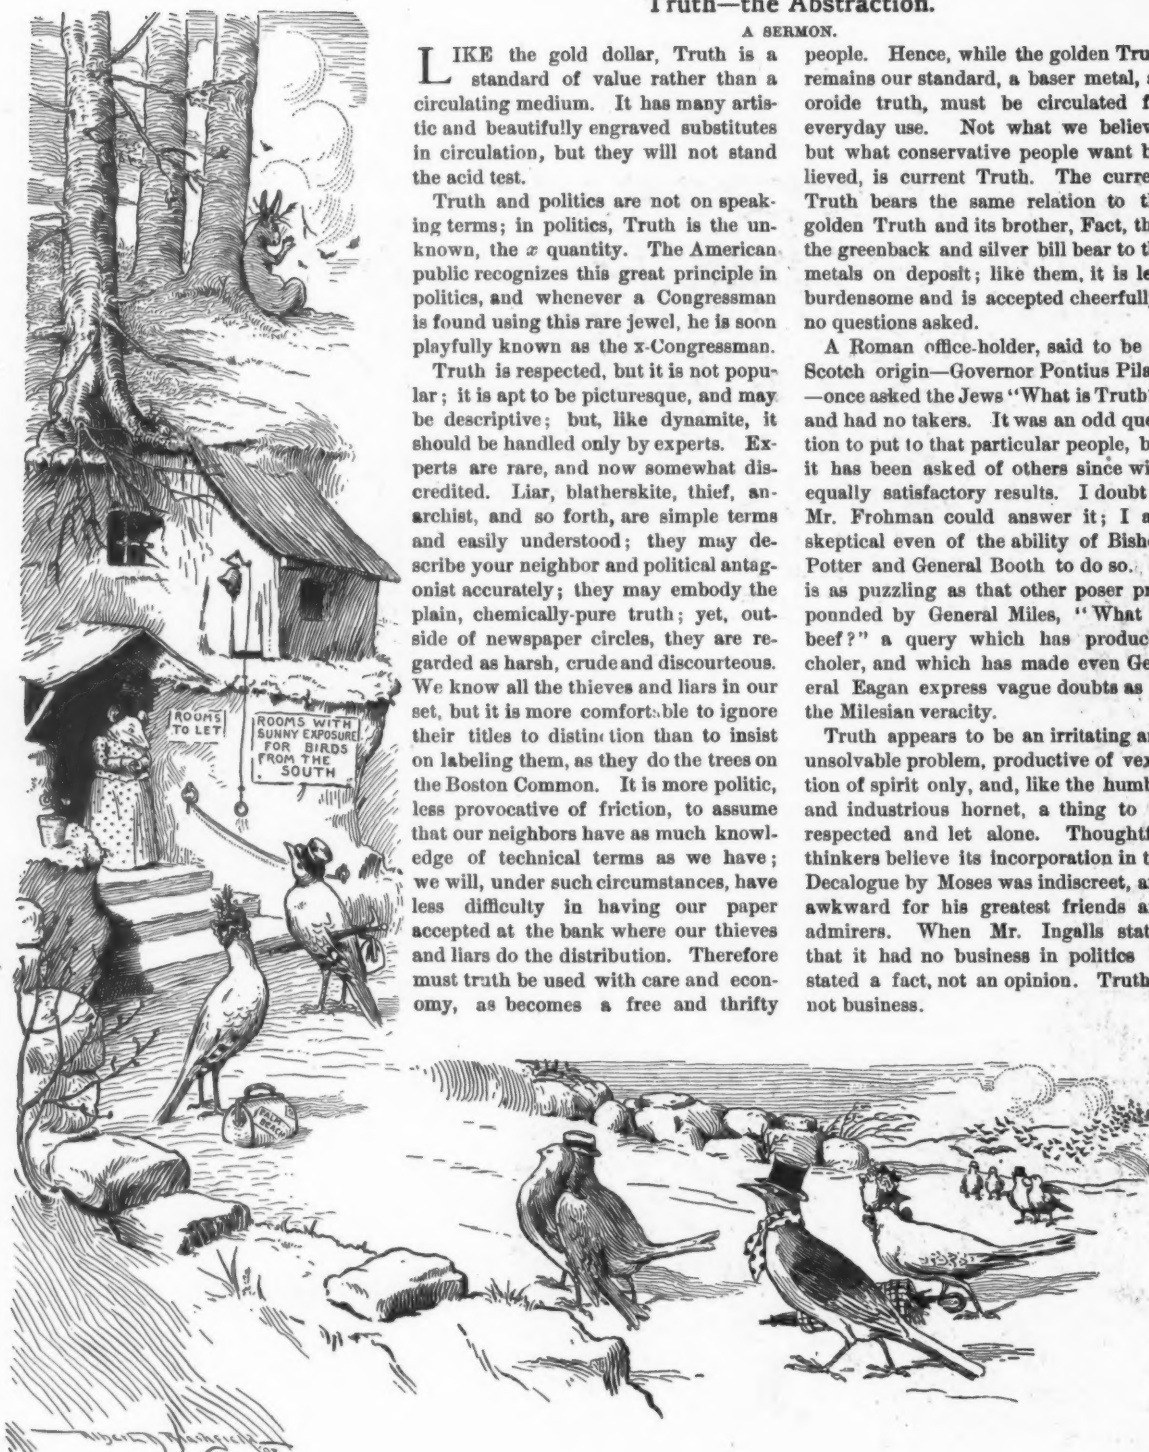 Truth—the Abstraction.
A SERMON.
LIKE the gold dollar, Truth is a
standard of value rather than a
circulating medium. It has many artis-
tic and beautifully engraved substitutes
in circulation, but they will not stand
the acid test.
Truth and politics are not on speak-
ing terms; in politics, Truth is the un-
known, the x quantity. The American
public recognizes this great principle in
politics, and whenever a Congressman
is found using this rare jewel, he is soon
playfully known as the x-Congressman.
Truth is respected, but it is not popu-
lar; it is apt to be picturesque, and may
be descriptive; but, like dynamite, it
should be handled only by experts. Ex-
perts are rare, and now somewhat dis-
credited. Liar, blatherskite, thief, an-
archist, and so forth, are simple terms
and easily understood; they may de-
scribe your neighbor and political antag-
onist accurately; they may embody the
plain, chemically-pure truth; yet, out-
side of newspaper circles, they are re-
garded as harsh, crude and discourteous.
We know all the thieves and liars in our
set, but it is more comfortable to ignore
their titles to distinction than to insist
on labeling them, as they do the trees on
the Boston Common. It is more politic,
less provocative of friction, to assume
that our neighbors have as much knowl-
edge of technical terms as we have;
we will, under such circumstances, have
less difficulty in having our paper
accepted at the bank where our thieves
and liars do the distribution. Therefore
must truth be used with care and econ-
omy, as becomes a free and thrifty
people. Hence, while the golden Tru
remains our standard, a baser metal,
oroide truth, must be circulated f
everyday use. Not what we believ
but what conservative people want b
lieved, is current Truth. The curre
Truth bears the same relation to t
golden Truth and its brother, Fact, th
the greenback and silver bill bear to t
metals on deposit; like them, it is le
burdensome and is accepted cheerfull
no questions asked.
A Roman office-holder, said to be
Scotch origin—Governor Pontius Pila
—once asked the Jews "What is Truth"
and had no takers. It was an odd que
tion to put to that particular people, b
it has been asked of others since wi
equally satisfactory results. I doubt
Mr. Frohman could answer it; I a
skeptical even of the ability of Bish
Potter and General Booth to do so.
is as puzzling as that other poser pr
pounded by General Miles, "What
beef?" a query which has produc
choler, and which has made even Ge
eral Eagan express vague doubts as
the Milesian veracity.
Truth appears to be an irritating a
unsolvable problem, productive of vex
tion of spirit only, and, like the humb
and industrious hornet, a thing to
respected and let alone. Thoughtf
thinkers believe its incorporation in t
Decalogue by Moses was indiscreet, a
awkward for his greatest friends a
admirers. When Mr. Ingalls stat
that it had no business in politics
stated a fact, not an opinion. Truth
not business.
ROOMS
TO LET
ROOMS WITH
SUNNY EXPOSURE
FOR BIRDS
FROM THE
SOUTH
PALM
BEACH